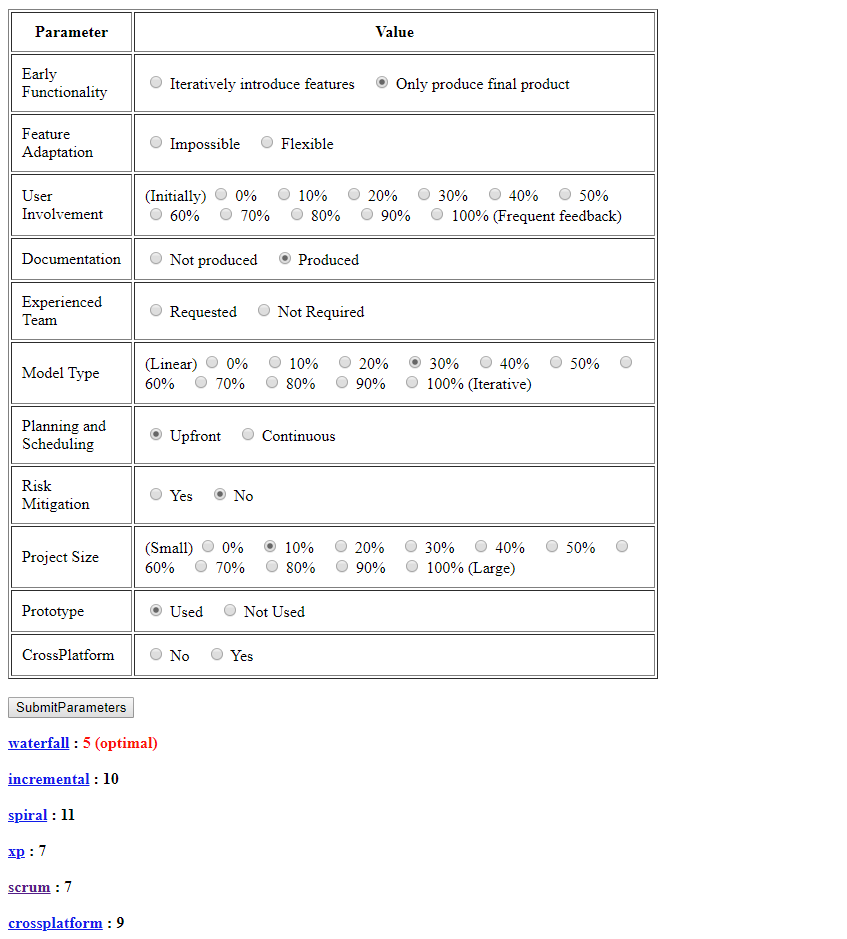 Parameter Value
Early
Functionality
Iteratively introduce features Only produce final product
Feature
Adaptation
Impossible Flexible
User
Involvement
(Initially) 0% 10% 20% 30% 40% 50%
60% 70% 80% 90% 100% (Frequent feedback)
Documentation Not produced Produced
Experienced
Team
Requested Not Required
Model Type
(Linear) 0% 10% 20% 30% 40% 50%
60% 70% 80% 90% 100% (Iterative)
Planning and
Scheduling
Upfront Continuous
Risk
Mitigation
Yes No
Project Size
(Small) 0% 10% 20% 30% 40% 50%
60% 70% 80% 90% 100% (Large)
Prototype Used Not Used
CrossPlatform No Yes
SubmitParameters
waterfall : 5 (optimal)
incremental : 10
spiral : 11
xp : 7
scrum : 7
crossplatform : 9